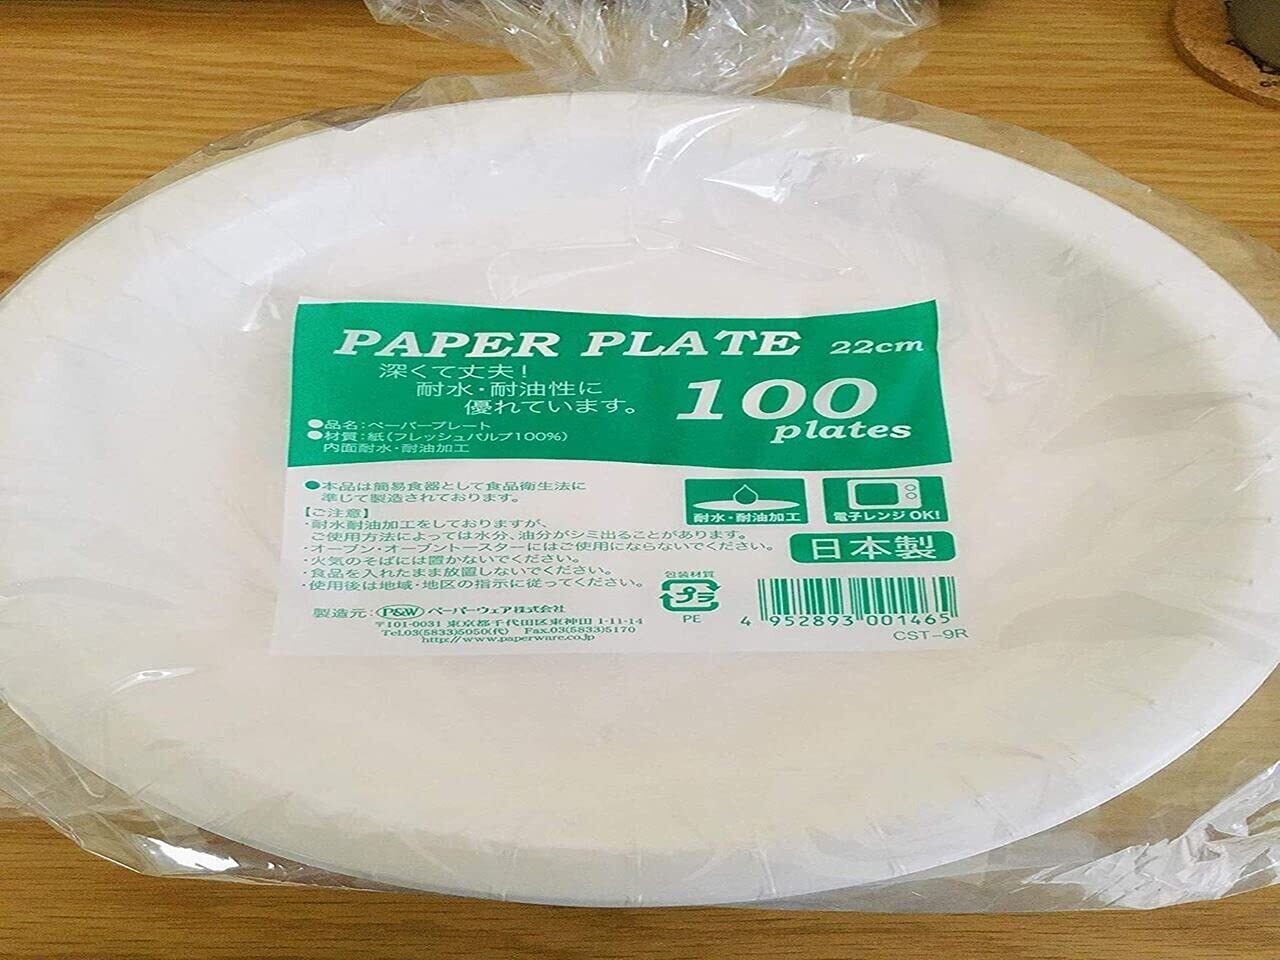 PAPER PLATE 22cm
深くて丈夫！
耐水・耐油性に
優れています。
100
plates
●品名：ペーパープレート
●材質：紙（フレッシュパルプ100%）
内面耐水・耐油加工
●本品は簡易食器として食品衛生法に
準じて製造されております。
【ご注意】
・耐水耐油加工をしておりますが、
ご使用方法によっては水分、油分がシミ出ることがあります。
・オーブン・オーブントースターにはご使用にならないでください。
・火気のそばには置かないでください。
・食品を入れたまま放置しないでください。
・使用後は地域・地区の指示に従ってください。
耐水・耐油加工
電子レンジOK!
日本製
包装材質
プラ
PE
製造元：P&W ペーパーウェア株式会社
〒101-0031 東京都千代田区東神田 1-11-14
Tel.03(5833)5050(代) Fax.03(5833)5170
http://www.paperware.co.jp
4 952893 001465
CST-9R